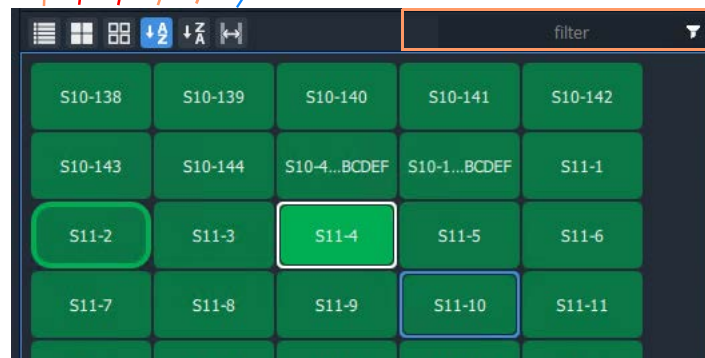 A Z Z A filter
S10-138 S10-139 S10-140 S10-141 S10-142
S10-143 S10-144 S10-4...BCDEF S10-1...BCDEF S11-1
S11-2 S11-3 S11-4 S11-5 S11-6
S11-7 S11-8 S11-9 S11-10 S11-11